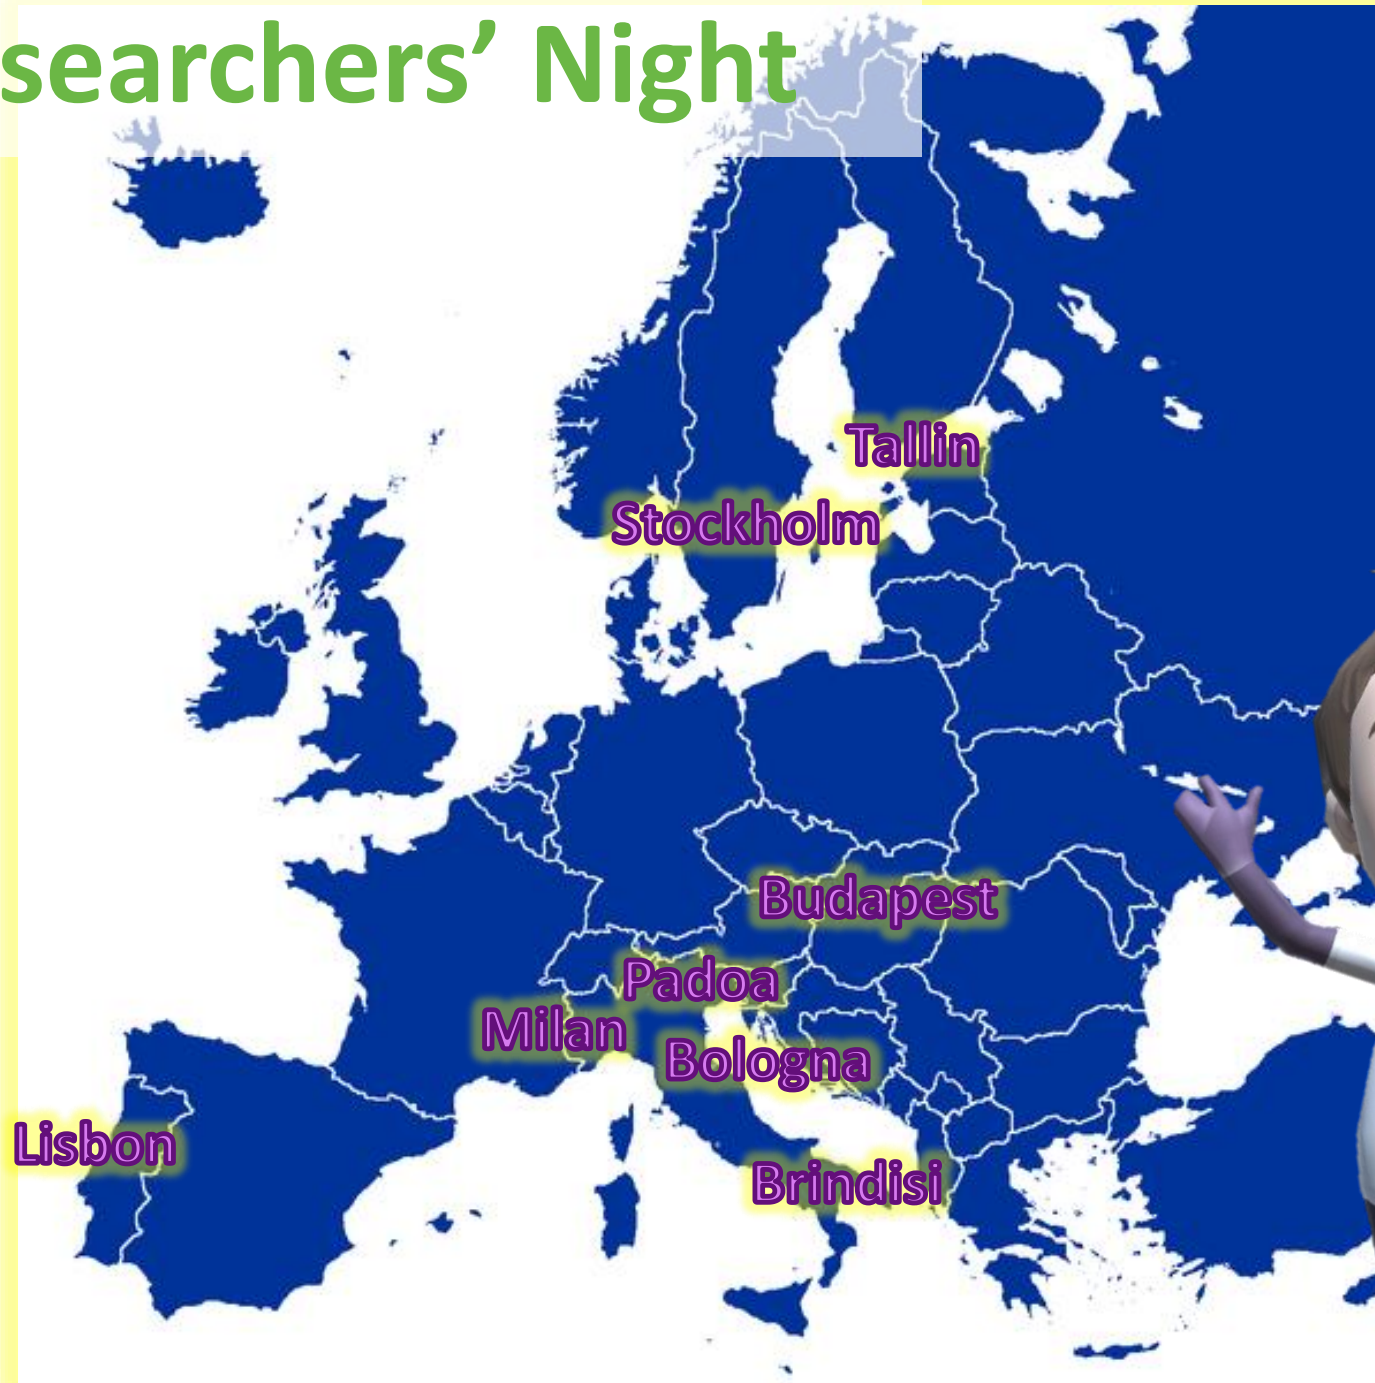 searchers’ Night
Tallin
Stockholm
Budapest
Padoa
Milan
Bologna
Lisbon
Brindisi